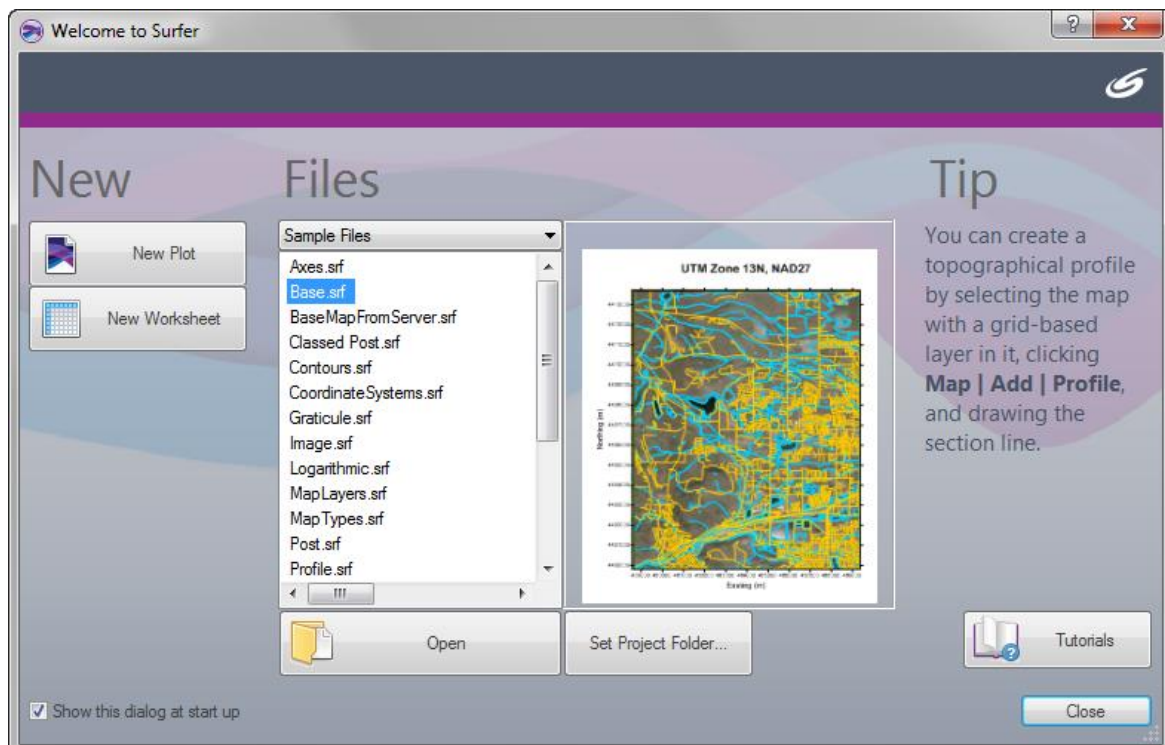 Welcome to Surfer
New
New Plot
New Worksheet
Files
Sample Files
Axes.srf
Base.srf
BaseMapFromServer.srf
Classed Post.srf
Contours.srf
CoordinateSystems.srf
Graticule.srf
Image.srf
Logarithmic.srf
MapLayers.srf
MapTypes.srf
Post.srf
Profile.srf
UTM Zone 13N, NAD27
Northing (m)
Easting (m)
Open
Set Project Folder...
Tip
You can create a
topographical profile
by selecting the map
with a grid-based
layer in it, clicking
Map | Add | Profile,
and drawing the
section line.
Tutorials
Show this dialog at start up
Close